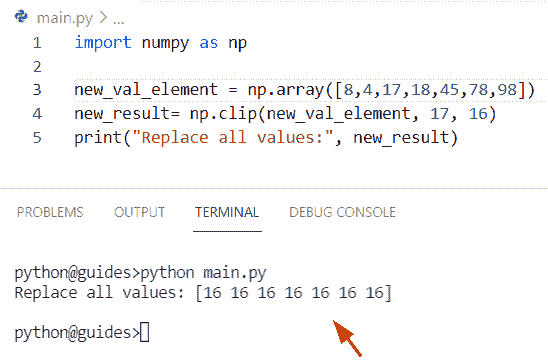 main.py > ...
1 import numpy as np
2
3 new_val_element = np.array([8,4,17,18,45,78,98])
4 new_result= np.clip(new_val_element, 17, 16)
5 print("Replace all values:", new_result)
PROBLEMS OUTPUT TERMINAL DEBUG CONSOLE
python@guides>python main.py
Replace all values: [16 16 16 16 16 16 16]
python@guides>